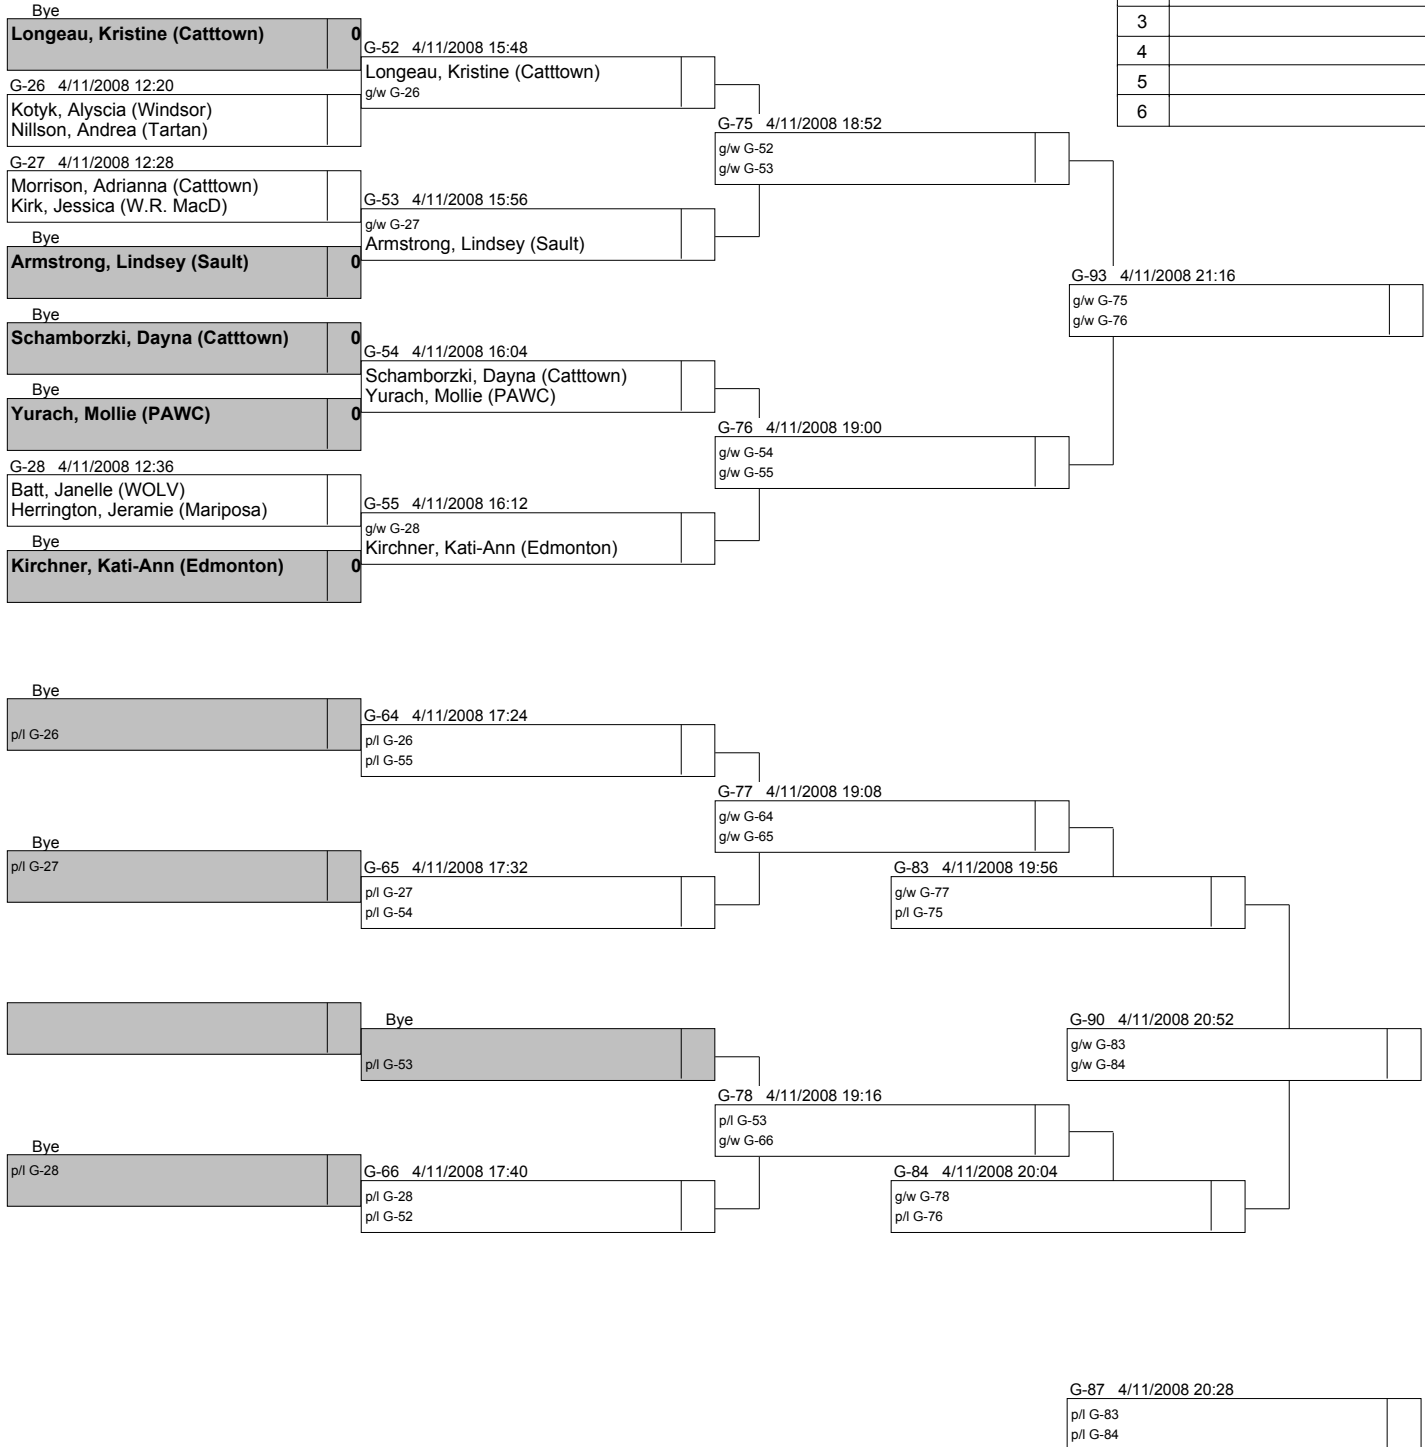 Bye
Longeau, Kristine (Catttown) 0
G-26 4/11/2008 12:20
Kotyk, Alyscia (Windsor)
Nillson, Andrea (Tartan)
G-27 4/11/2008 12:28
Morrison, Adrianna (Catttown)
Kirk, Jessica (W.R. MacD)
Bye
Armstrong, Lindsey (Sault) 0
Bye
Schamborzki, Dayna (Catttown) 0
Bye
Yurach, Mollie (PAWC) 0
G-28 4/11/2008 12:36
Batt, Janelle (WOLV)
Herrington, Jeramie (Mariposa)
Bye
Kirchner, Kati-Ann (Edmonton) 0
G-52 4/11/2008 15:48
Longeau, Kristine (Catttown)
g/w G-26
G-53 4/11/2008 15:56
g/w G-27
Armstrong, Lindsey (Sault)
G-54 4/11/2008 16:04
Schamborzki, Dayna (Catttown)
Yurach, Mollie (PAWC)
G-55 4/11/2008 16:12
g/w G-28
Kirchner, Kati-Ann (Edmonton)
G-75 4/11/2008 18:52
g/w G-52
g/w G-53
G-76 4/11/2008 19:00
g/w G-54
g/w G-55
3
4
5
6
G-93 4/11/2008 21:16
g/w G-75
g/w G-76
Bye
p/l G-26
Bye
p/l G-27
Bye
p/l G-28
G-64 4/11/2008 17:24
p/l G-26
p/l G-55
G-65 4/11/2008 17:32
p/l G-27
p/l G-54
Bye
p/l G-53
G-66 4/11/2008 17:40
p/l G-28
p/l G-52
G-77 4/11/2008 19:08
g/w G-64
g/w G-65
G-78 4/11/2008 19:16
p/l G-53
g/w G-66
G-83 4/11/2008 19:56
g/w G-77
p/l G-75
G-84 4/11/2008 20:04
g/w G-78
p/l G-76
G-90 4/11/2008 20:52
g/w G-83
g/w G-84
G-87 4/11/2008 20:28
p/l G-83
p/l G-84